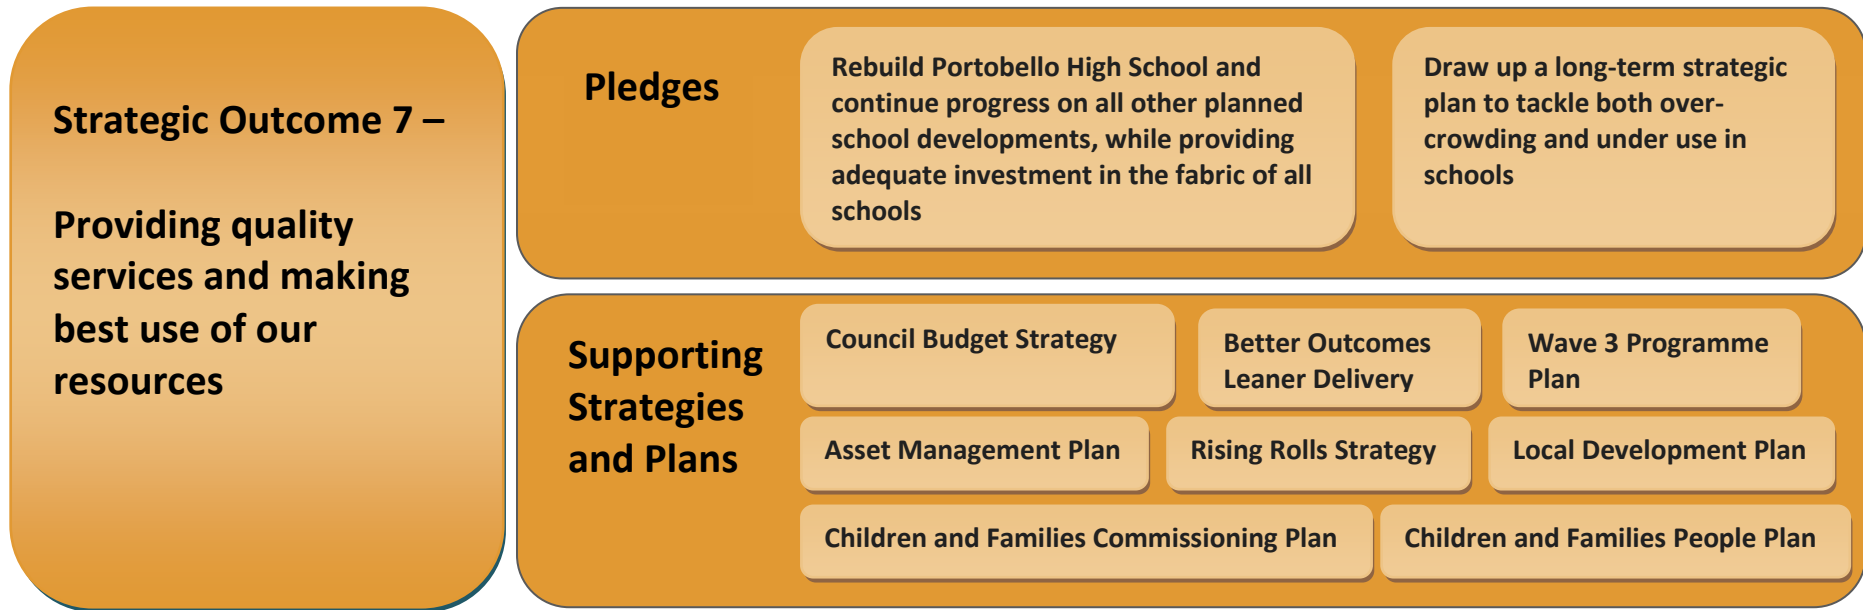 Strategic Outcome 7 –
Providing quality
services and making
best use of our
resources
Pledges
Rebuild Portobello High School and
continue progress on all other planned
school developments, while providing
adequate investment in the fabric of all
schools
Draw up a long-term strategic
plan to tackle both over-
crowding and under use in
schools
Supporting
Strategies
and Plans
Council Budget Strategy
Better Outcomes
Leaner Delivery
Wave 3 Programme
Plan
Asset Management Plan
Rising Rolls Strategy
Local Development Plan
Children and Families Commissioning Plan
Children and Families People Plan